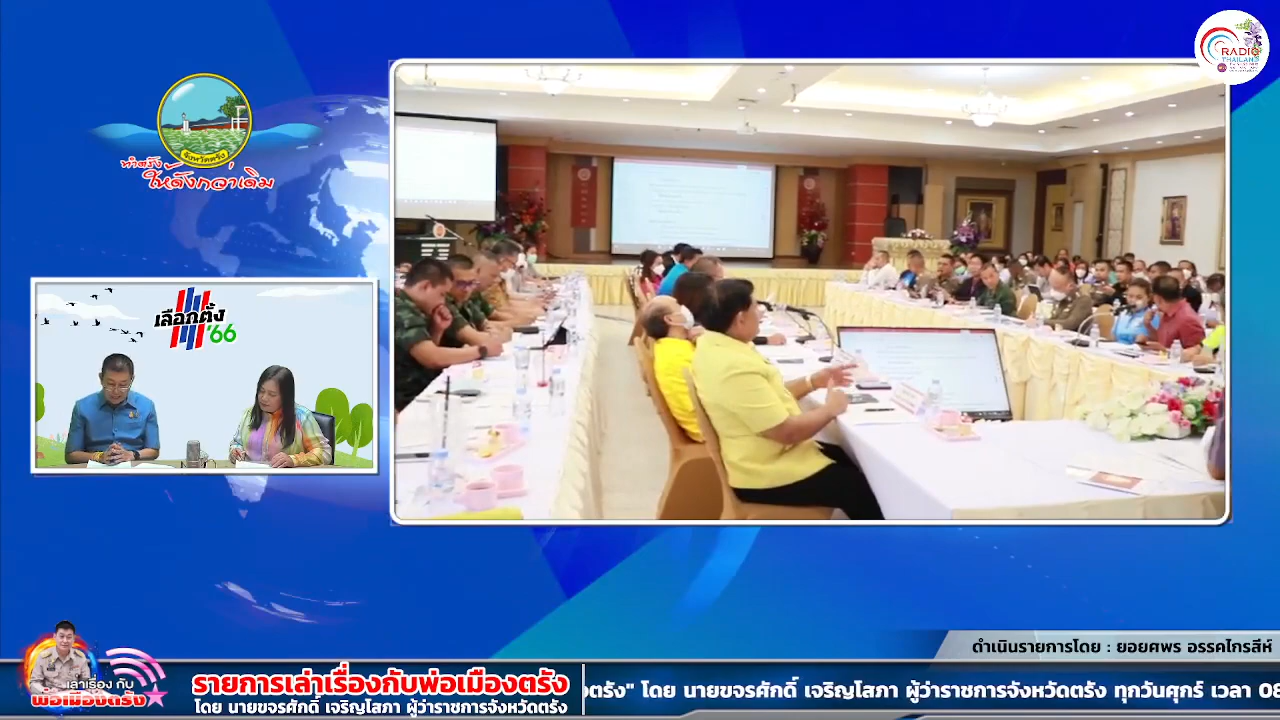 RADIO
THAILAND
จังหวัดตรัง
ทำตรัง
ให้ดังกว่าเดิม
เลือกตั้ง
'66
ดำเนินรายการโดย : ยอยศพร อรรคไกรสีห์
เล่าเรื่อง กับ
พ่อเมืองตรัง
รายการเล่าเรื่องกับพ่อเมืองตรัง
โดย นายขจรศักดิ์ เจริญโสภา ผู้ว่าราชการจังหวัดตรัง
งตรัง" โดย นายขจรศักดิ์ เจริญโสภา ผู้ว่าราชการจังหวัดตรัง ทุกวันศุกร์ เวลา 08